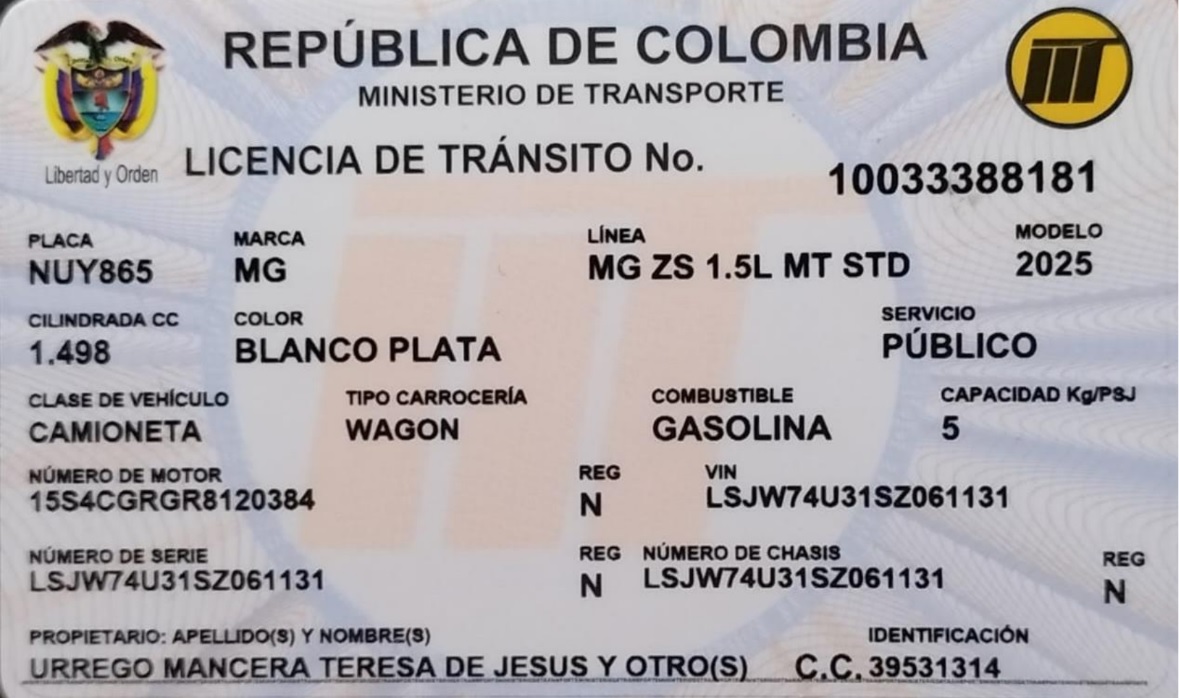 REPÚBLICA DE COLOMBIA
MINISTERIO DE TRANSPORTE
Libertad y Orden
LICENCIA DE TRÁNSITO No. 10033388181
PLACA MARCA LÍNEA MODELO
NUY865 MG MG ZS 1.5L MT STD 2025
CILINDRADA CC COLOR SERVICIO
1.498 BLANCO PLATA PÚBLICO
CLASE DE VEHÍCULO TIPO CARROCERÍA COMBUSTIBLE CAPACIDAD Kg/PSJ
CAMIONETA WAGON GASOLINA 5
NÚMERO DE MOTOR REG VIN
15S4CGRGR8120384 N LSJW74U31SZ061131
NÚMERO DE SERIE REG NÚMERO DE CHASIS REG
LSJW74U31SZ061131 N LSJW74U31SZ061131 N
PROPIETARIO: APELLIDO(S) Y NOMBRE(S) IDENTIFICACIÓN
URREGO MANCERA TERESA DE JESUS Y OTRO(S) C.C. 39531314